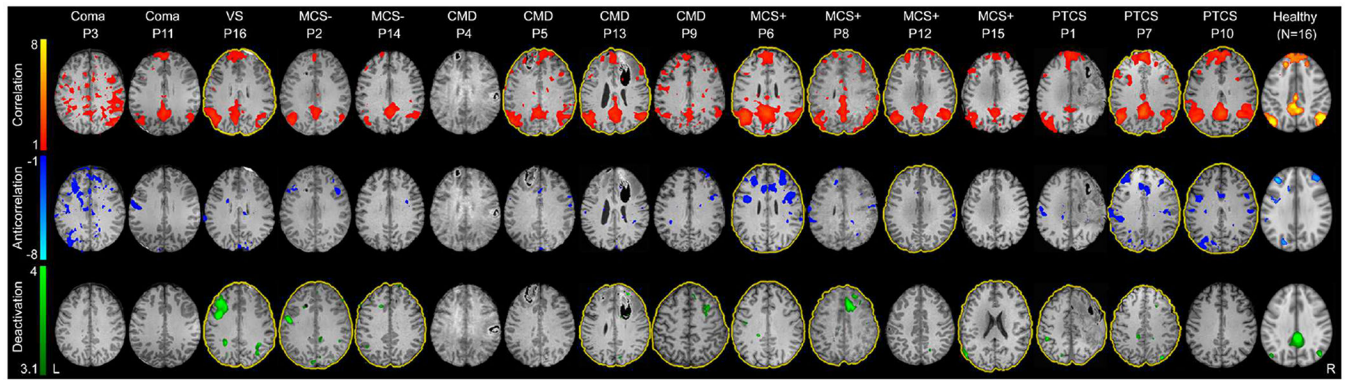 Coma Coma VS MCS- MCS- CMD CMD CMD CMD MCS+ MCS+ MCS+ MCS+ PTCS PTCS PTCS Healthy
P3 P11 P16 P2 P14 P4 P5 P13 P9 P6 P8 P12 P15 P1 P7 P10 (N=16)
8
Correlation
1
-1
Anticorrelation
-8
4
Deactivation
3.1
L R